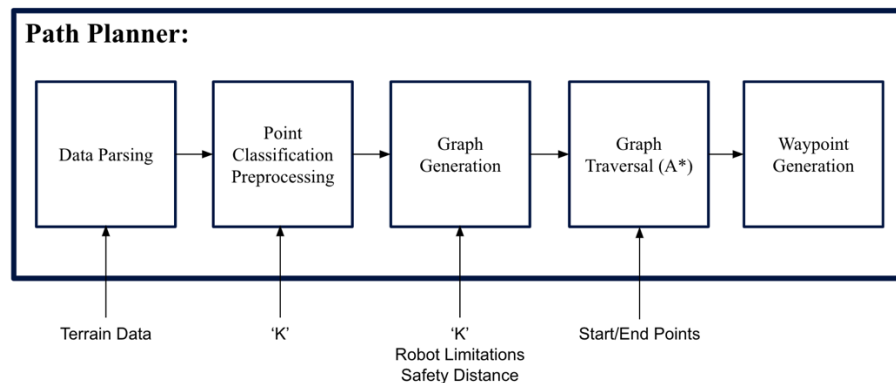 Path Planner:
Data Parsing
Point
Classification
Preprocessing
Graph
Generation
Graph
Traversal (A*)
Waypoint
Generation
Terrain Data
‘K’
‘K’
Robot Limitations
Safety Distance
Start/End Points